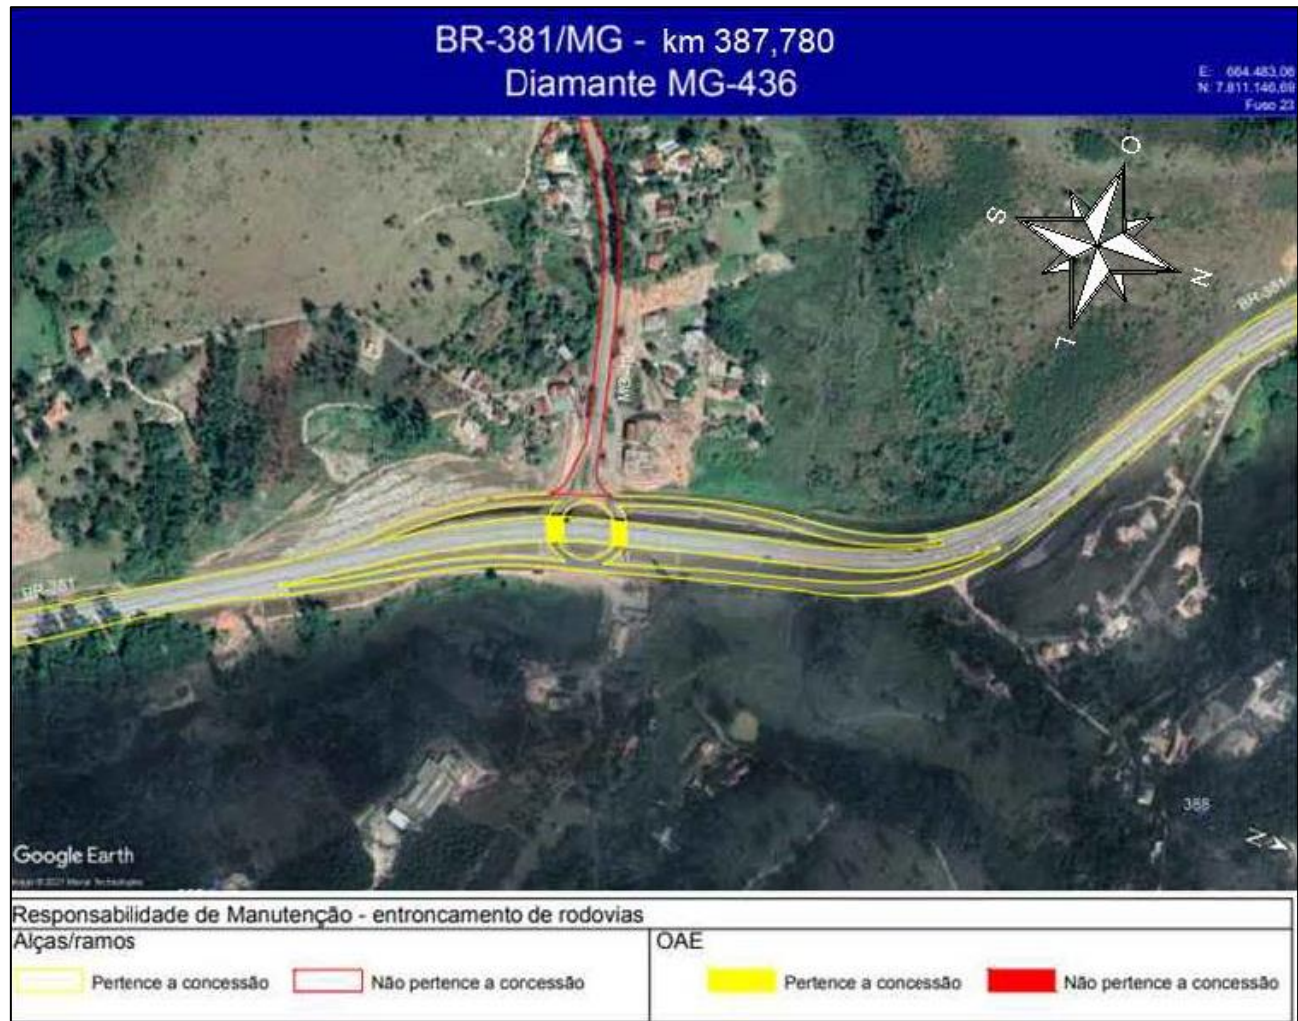 BR-381/MG - km 387,780
Diamante MG-436
E: 664.483,06
N: 7.811.146,69
Fuso 23
O
S
N
L
BR-381
BR-381
388
N
Google Earth
Responsabilidade de Manutenção - entroncamento de rodovias
Alças/ramos
OAE
Pertence a concessão
Não pertence a concessão
Pertence a concessão
Não pertence a concessão